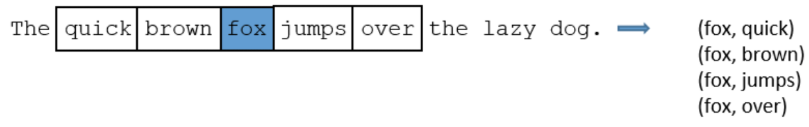 The quick brown fox jumps over the lazy dog.
(fox, quick)
(fox, brown)
(fox, jumps)
(fox, over)